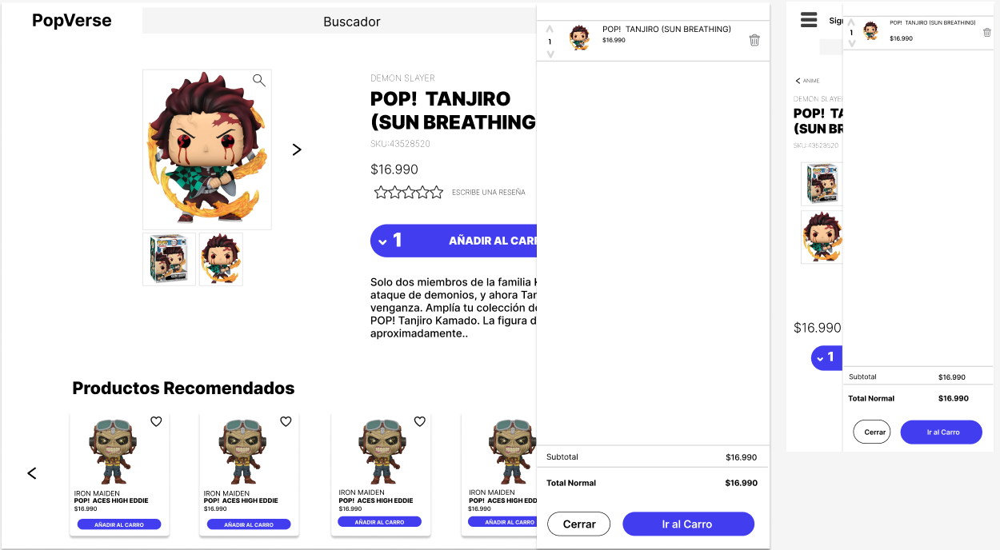 PopVerse
Buscador
DEMON SLAYER
POP! TANJIRO
(SUN BREATHING
SKU:43528520
$16.990
ESCRIBE UNA RESEÑA
1
AÑADIR AL CARR
Solo dos miembros de la familia K
ataque de demonios, y ahora Tan
venganza. Amplía tu colección de
POP! Tanjiro Kamado. La figura d
aproximadamente..
Productos Recomendados
IRON MAIDEN
POP! ACES HIGH EDDIE
$16.990
AÑADIR AL CARRO
IRON MAIDEN
POP! ACES HIGH EDDIE
$16.990
AÑADIR AL CARRO
IRON MAIDEN
POP! ACES HIGH EDDIE
$16.990
AÑADIR AL CARRO
IRON MAIDEN
POP! ACES HIGH EDD
$16.990
AÑADIR AL CARRO
1
POP! TANJIRO (SUN BREATHING)
$16.990
Subtotal $16.990
Total Normal $16.990
Cerrar
Ir al Carro
Sig
ANIME
DEMON SLAYE
POP! TA
(SUN BR
SKU:43528520
$16.990
1
1
POP! TANJIRO (SUN BREATHING)
$16.990
Subtotal $16.990
Total Normal $16.990
Cerrar
Ir al Carro